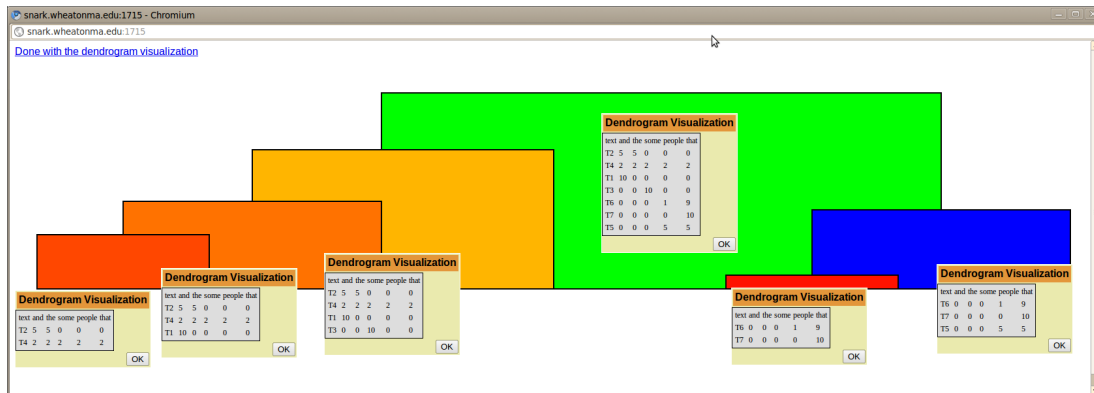 snark.wheatonma.edu:1715 - Chromium
snark.wheatonma.edu:1715
Done with the dendrogram visualization
Dendrogram Visualization
text and the some people that
T2 5 5 0 0 0
T4 2 2 2 2 2
OK
Dendrogram Visualization
text and the some people that
T2 5 5 0 0 0
T4 2 2 2 2 2
T1 10 0 0 0 0
OK
Dendrogram Visualization
text and the some people that
T2 5 5 0 0 0
T4 2 2 2 2 2
T1 10 0 0 0 0
T3 0 0 10 0 0
OK
Dendrogram Visualization
text and the some people that
T2 5 5 0 0 0
T4 2 2 2 2 2
T1 10 0 0 0 0
T3 0 0 10 0 0
T6 0 0 0 1 9
T7 0 0 0 0 10
T5 0 0 0 5 5
OK
Dendrogram Visualization
text and the some people that
T6 0 0 0 1 9
T7 0 0 0 0 10
OK
Dendrogram Visualization
text and the some people that
T6 0 0 0 1 9
T7 0 0 0 0 10
T5 0 0 0 5 5
OK